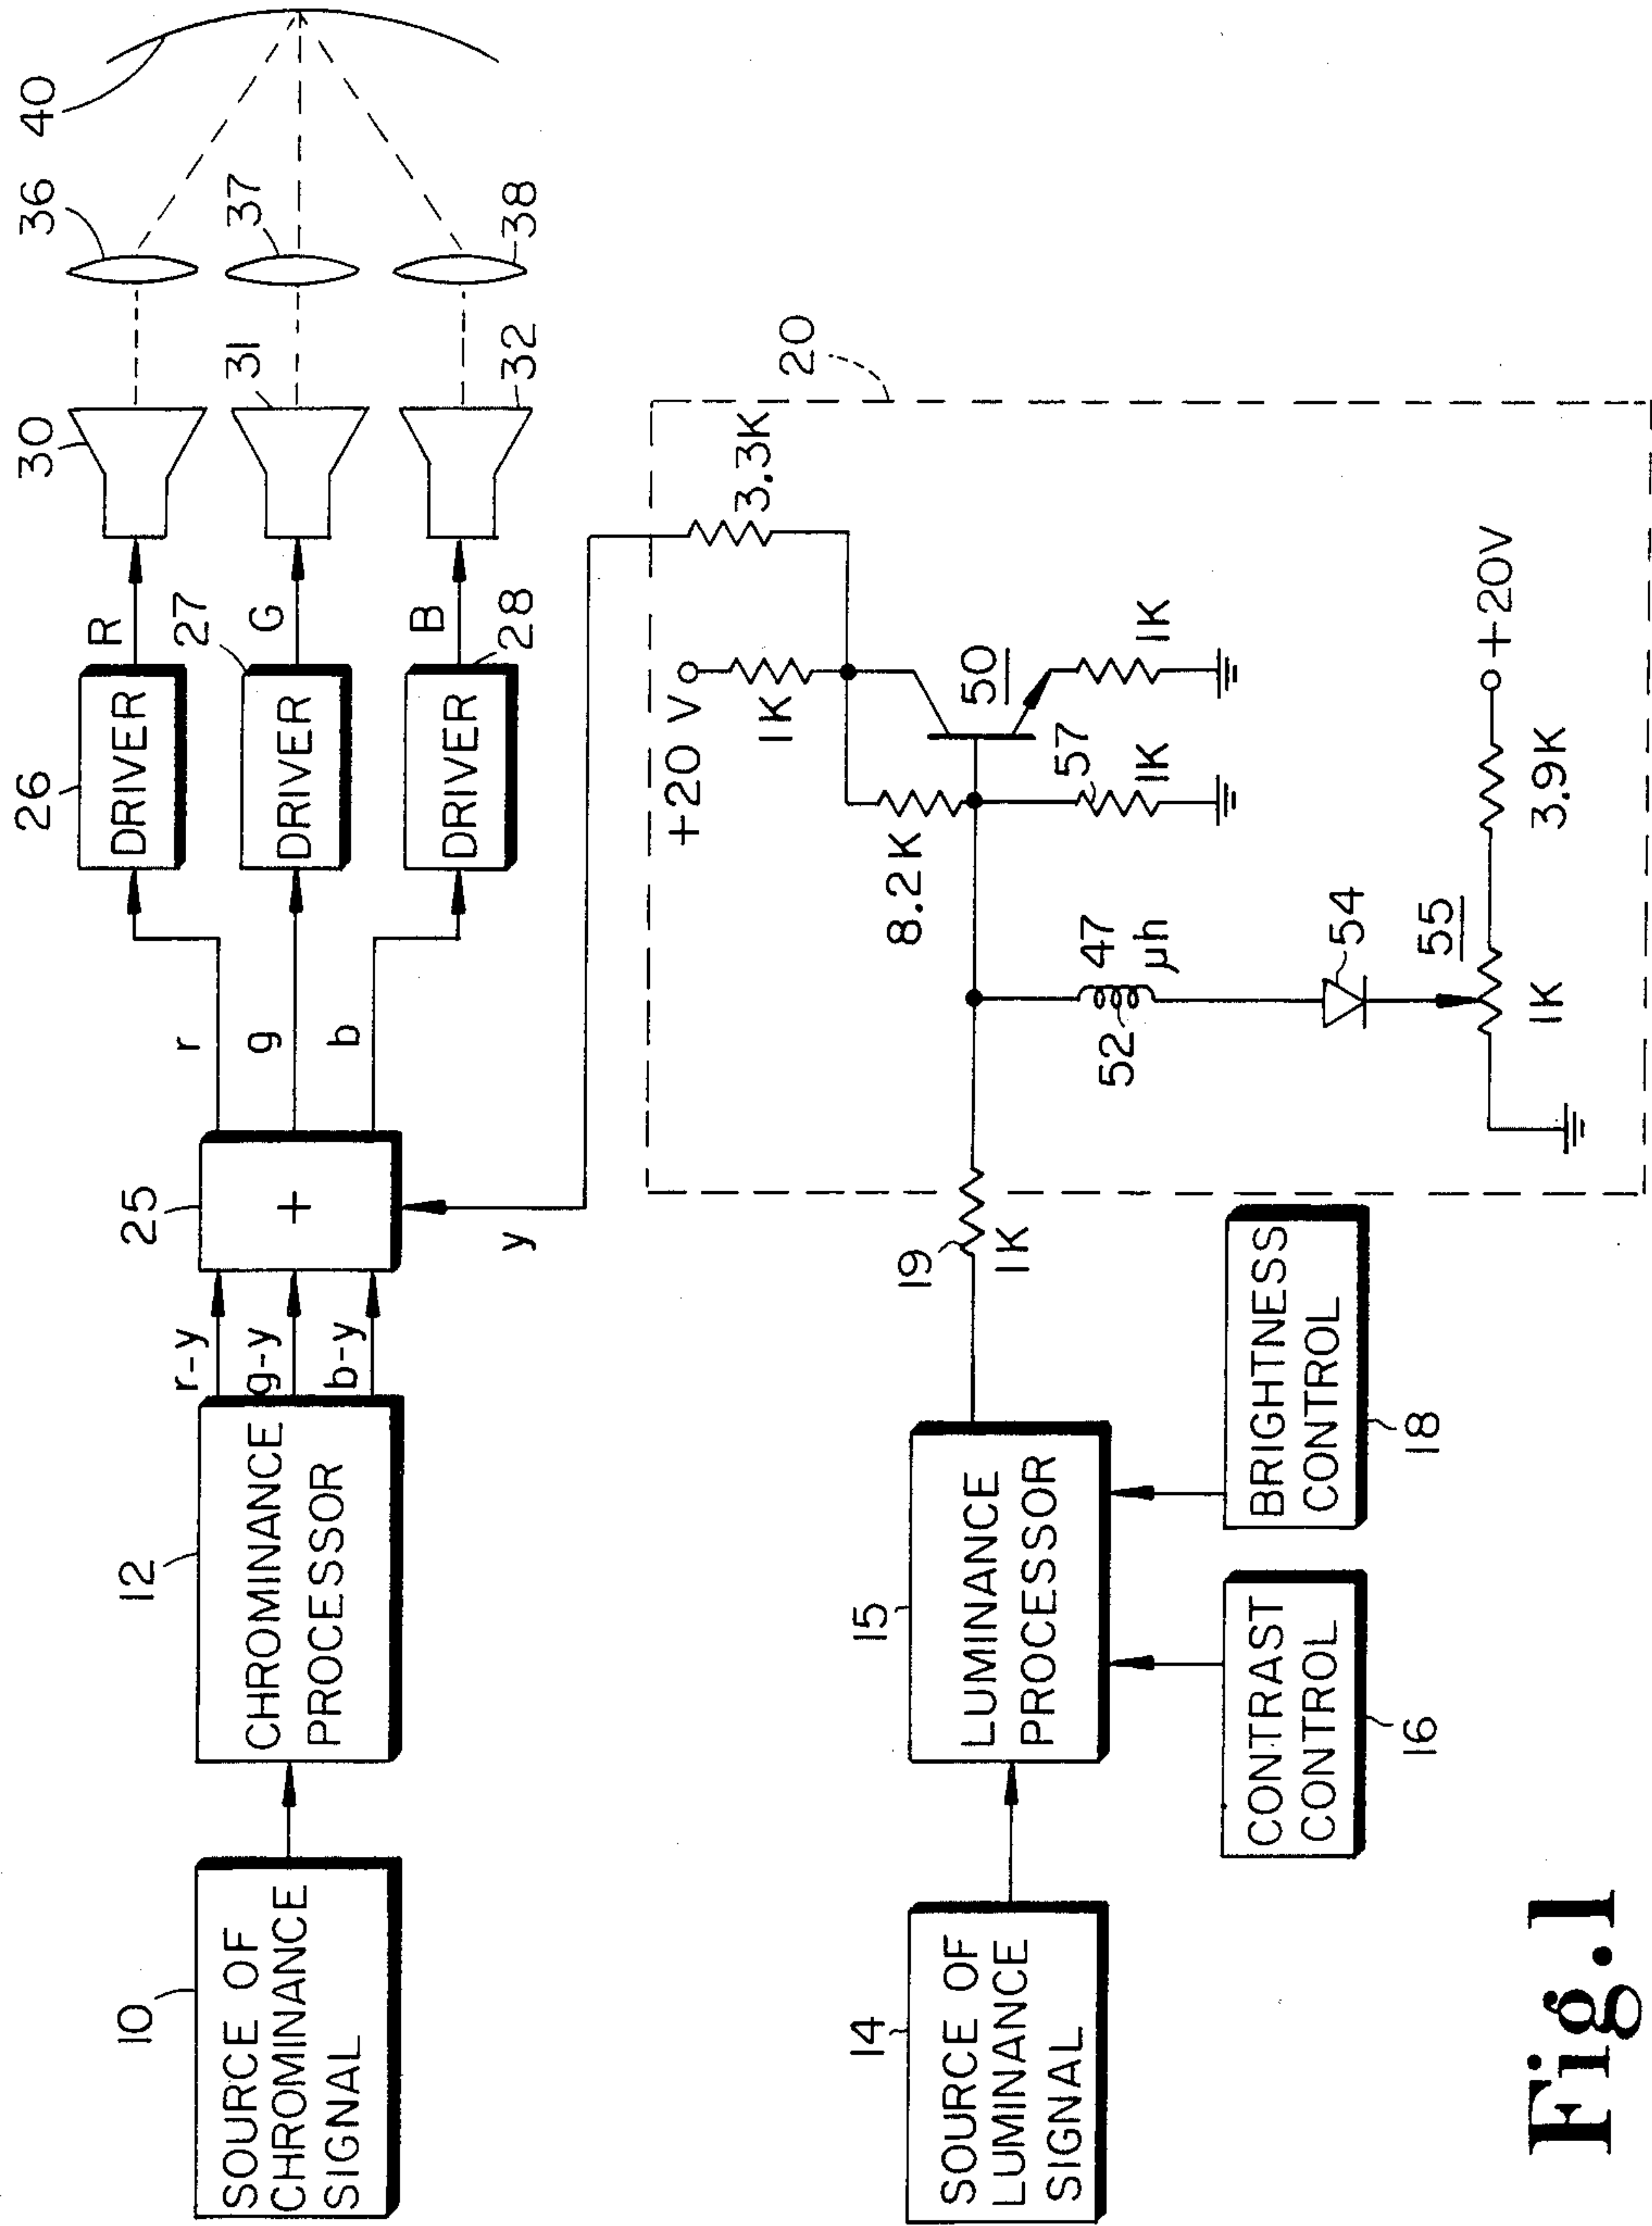 40
36
37
38
30
31
32
R
G
B
26
27
28
DRIVER
DRIVER
DRIVER
r
g
b
25
+
y
r-y
g-y
b-y
12
CHROMINANCE
PROCESSOR
10
SOURCE OF
CHROMINANCE
SIGNAL
20
3.3K
+20 V
1K
50
1K
8.2K
57
1K
47
µh
52
54
55
1K
3.9K
+20V
19
1K
15
LUMINANCE
PROCESSOR
BRIGHTNESS
CONTROL
18
CONTRAST
CONTROL
16
14
SOURCE OF
LUMINANCE
SIGNAL
Fig.1